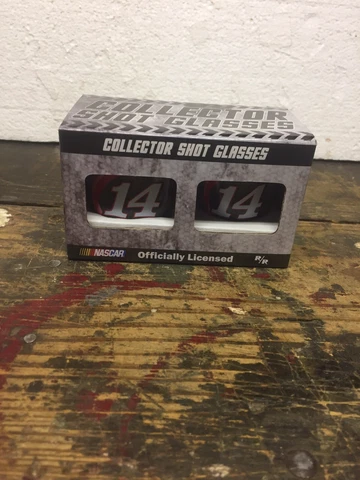 COLLECTOR
SHOT GLASSES
COLLECTOR SHOT GLASSES
14 14
NASCAR Officially Licensed R/R